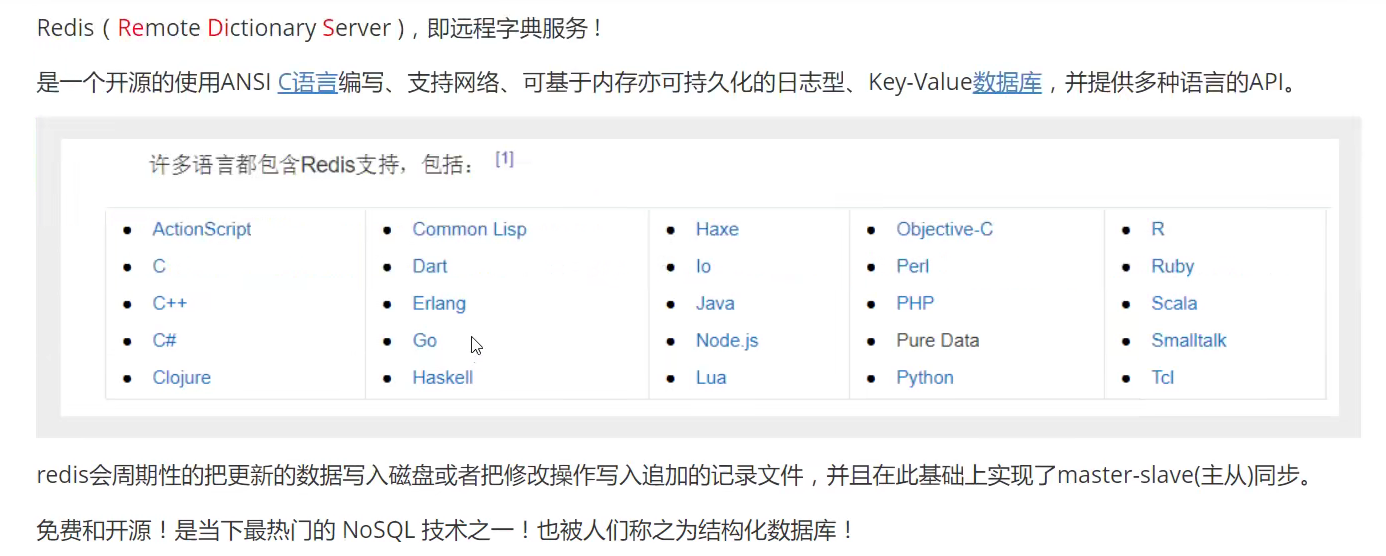 Redis ( Remote Dictionary Server ) , 即远程字典服务 !
是一个开源的使用ANSI C语言编写、支持网络、可基于内存亦可持久化的日志型、Key-Value数据库 , 并提供多种语言的API。
许多语言都包含Redis支持，包括： [1]
ActionScript Common Lisp Haxe Objective-C R
C Dart Io Perl Ruby
C++ Erlang Java PHP Scala
C# Go Node.js Pure Data Smalltalk
Clojure Haskell Lua Python Tcl
redis会周期性的把更新的数据写入磁盘或者把修改操作写入追加的记录文件 , 并且在此基础上实现了master-slave(主从)同步。
免费和开源 ! 是当下最热门的 NoSQL 技术之一 ! 也被人们称之为结构化数据库 !